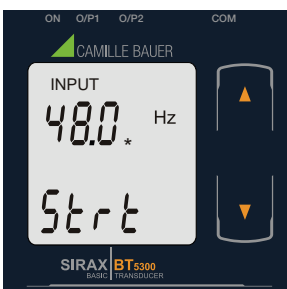 ON O/P1 O/P2 COM
CAMILLE BAUER
INPUT
48.0* Hz
Strt
SIRAX BT5300
BASIC TRANSDUCER